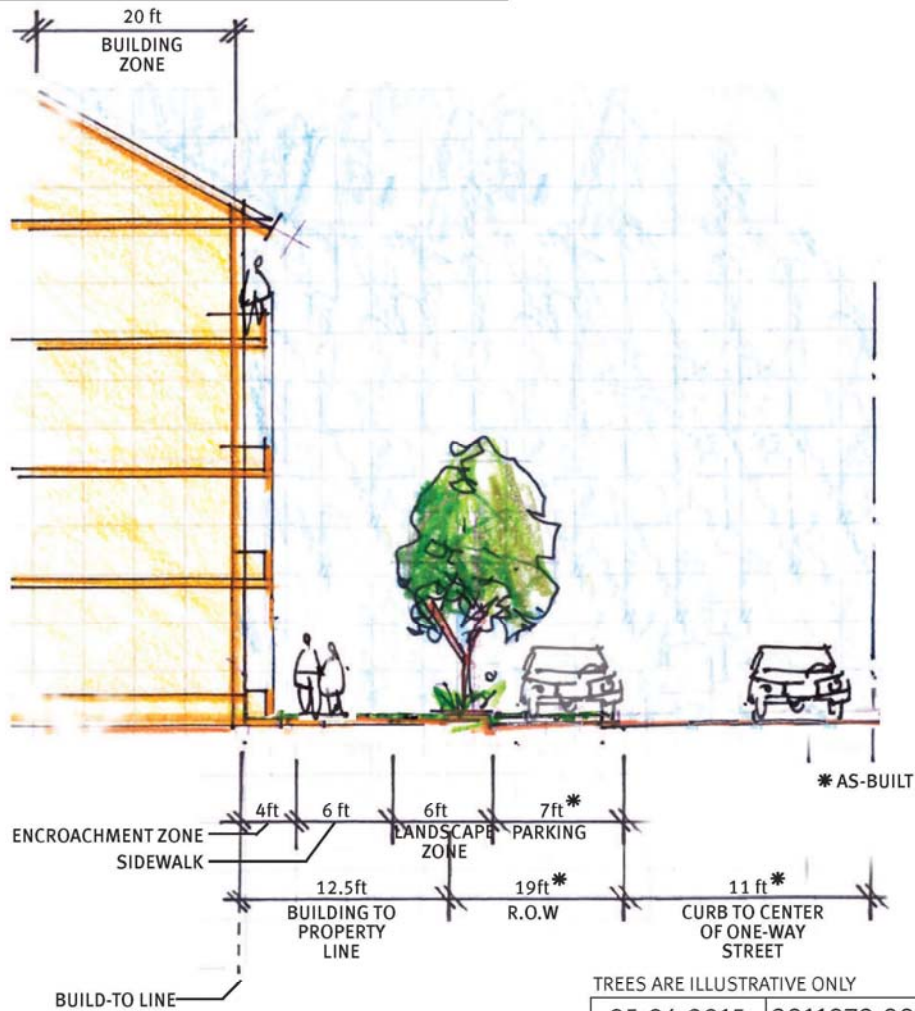 20 ft
BUILDING
ZONE
* AS-BUILT
4ft 6 ft 6ft 7ft*
ENCROACHMENT ZONE LANDSCAPE PARKING
ZONE
SIDEWALK
12.5ft 19ft* 11 ft*
BUILDING TO R.O.W CURB TO CENTER
PROPERTY OF ONE-WAY
LINE STREET
BUILD-TO LINE
TREES ARE ILLUSTRATIVE ONLY